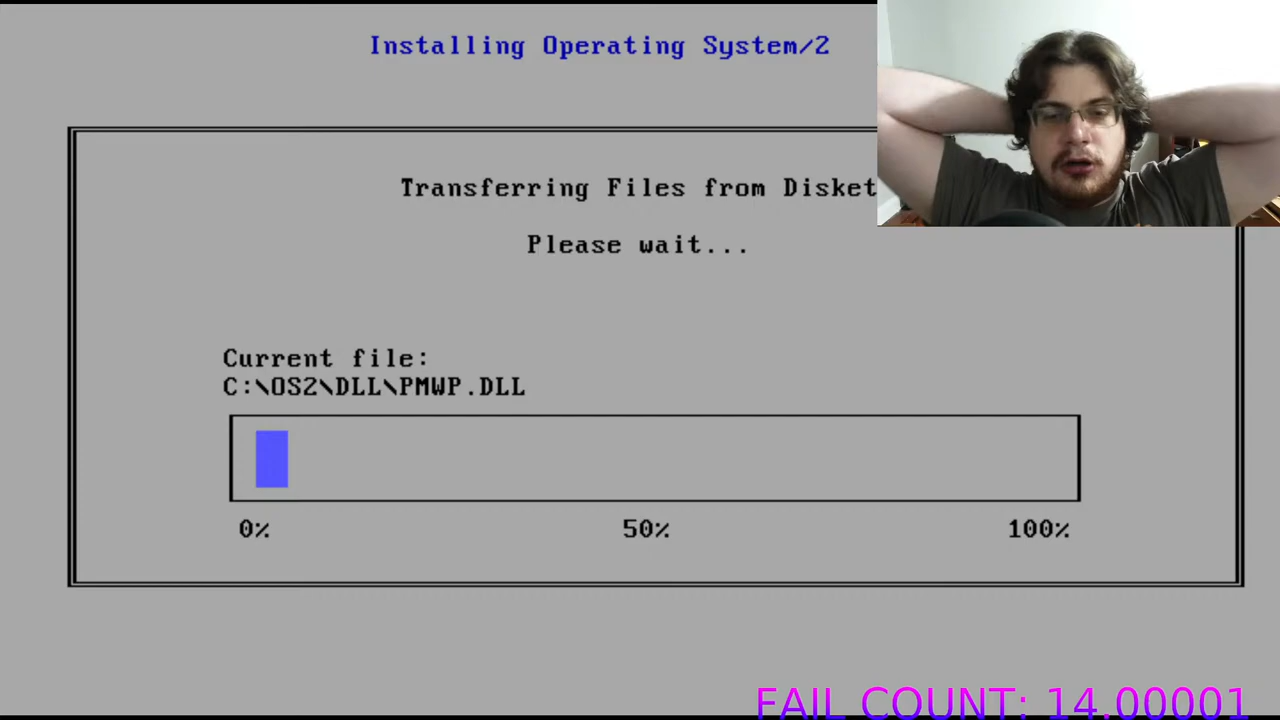 Installing Operating System/2
Transferring Files from Disket
Please wait...
Current file:
C:\OS2\DLL\PMWP.DLL
0% 50% 100%
FAIL COUNT: 14.00001